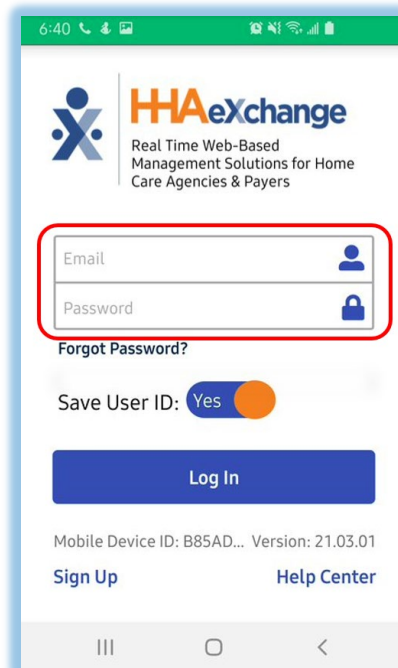 6:40
HHAeXchange
Real Time Web-Based
Management Solutions for Home
Care Agencies & Payers
Email
Password
Forgot Password?
Save User ID: Yes
Log In
Mobile Device ID: B85AD... Version: 21.03.01
Sign Up Help Center